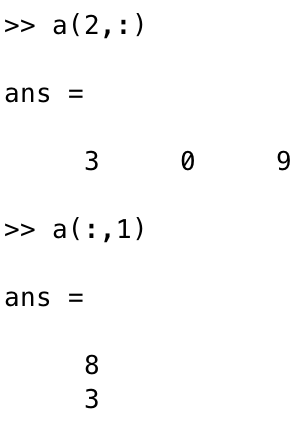 >> a(2,:)
ans =
3 0 9
>> a(:,1)
ans =
8
3